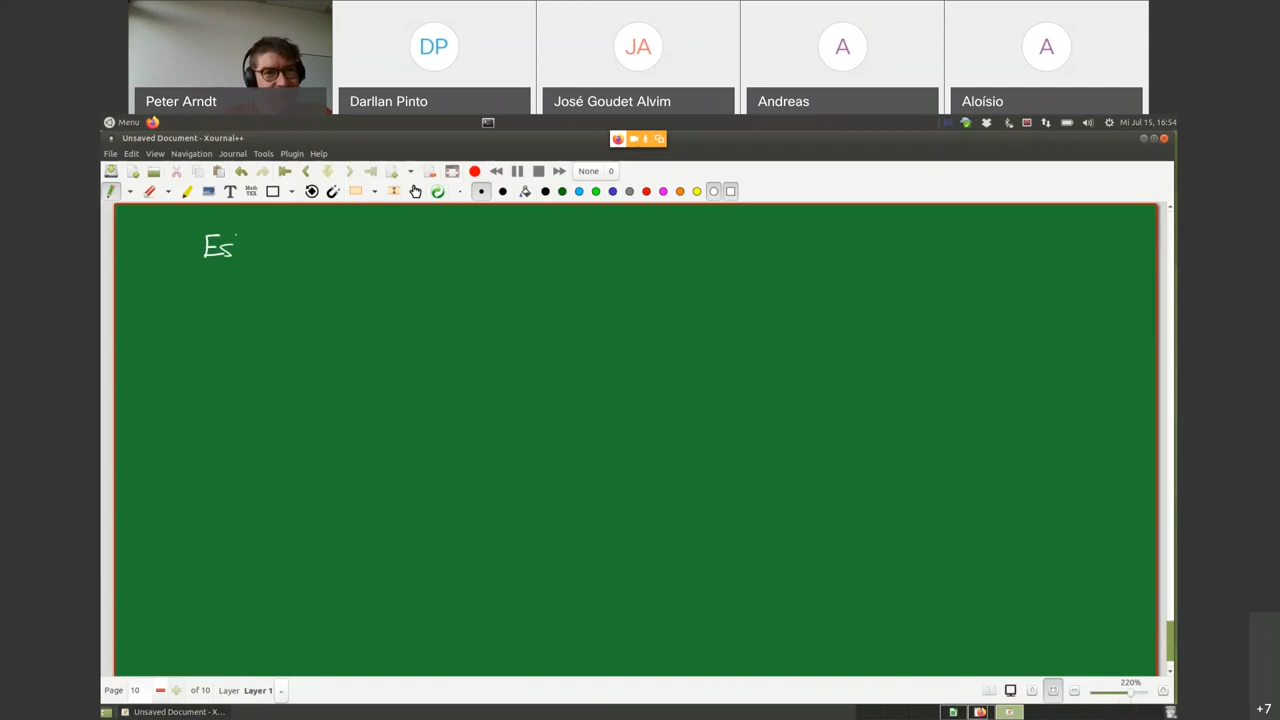 DP
JA
A
A
Peter Arndt
Darllan Pinto
José Goudet Alvim
Andreas
Aloísio
Menu
Mi Jul 15, 16:54
Unsaved Document - Xournal++
File Edit View Navigation Journal Tools Plugin Help
None 0
T Math TEX
Es
Page 10 of 10 Layer Layer 1
220%
Unsaved Document - X...
+7